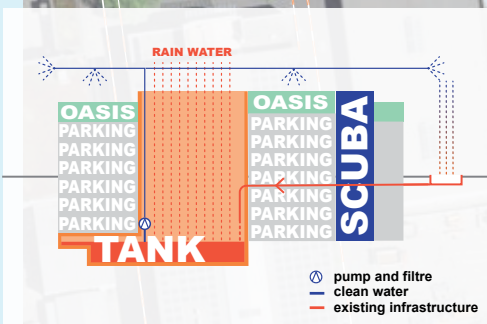 RAIN WATER
OASIS
PARKING
PARKING
PARKING
PARKING
PARKING
PARKING
TANK
OASIS
PARKING
PARKING
PARKING
PARKING
PARKING
PARKING
PARKING
SCUBA
pump and filtre
clean water
existing infrastructure